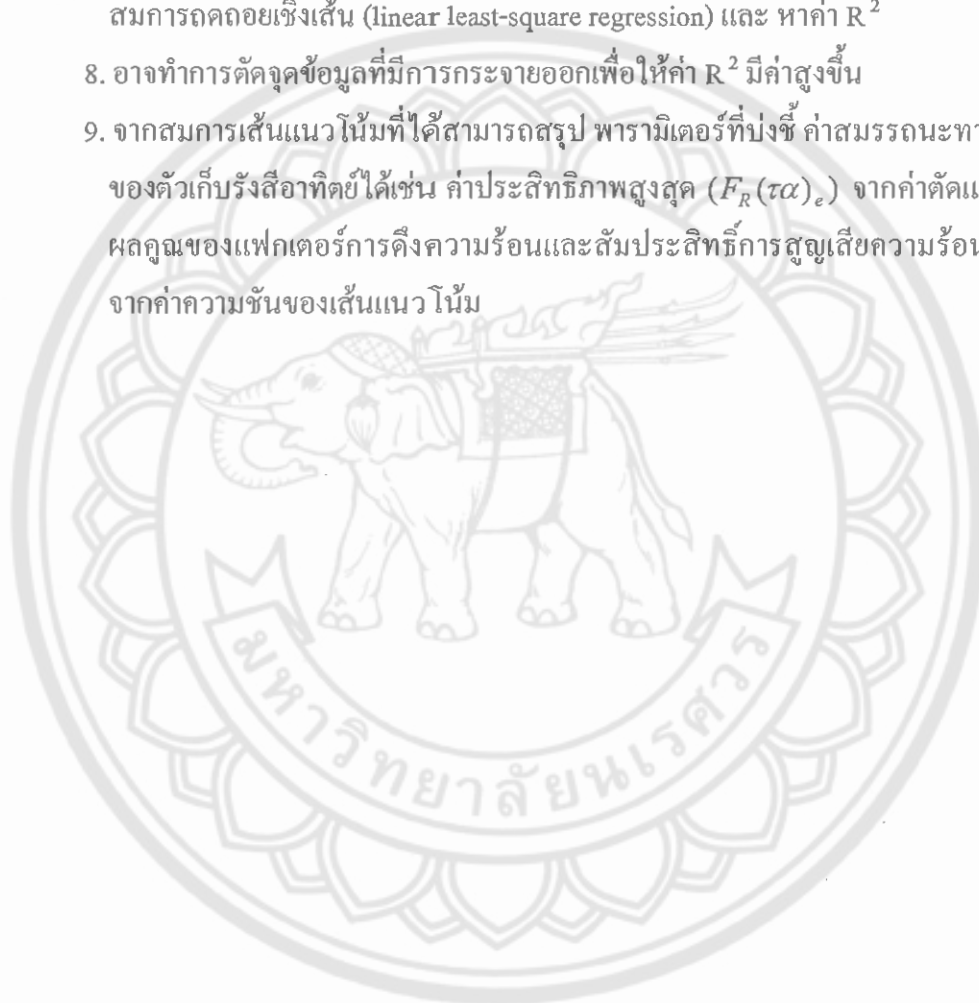 สมการถดถอยเชิงเส้น (linear least-square regression) และ หาค่า R²
8. อาจทำการตัดจุดข้อมูลที่มีการกระจายออกเพื่อให้ค่า R² มีค่าสูงขึ้น
9. จากสมการเส้นแนวโน้มที่ได้สามารถสรุป พารามิเตอร์ที่บ่งชี้ ค่าสมรรถนะทา
ของตัวเก็บรังสีอาทิตย์ได้เช่น ค่าประสิทธิภาพสูงสุด (F_R(τα)_e) จากค่าตัดแ
ผลคูณของแฟกเตอร์การดึงความร้อนและสัมประสิทธิ์การสูญเสียความร้อน
จากค่าความชันของเส้นแนวโน้ม
มหาวิทยาลัยนเรศวร